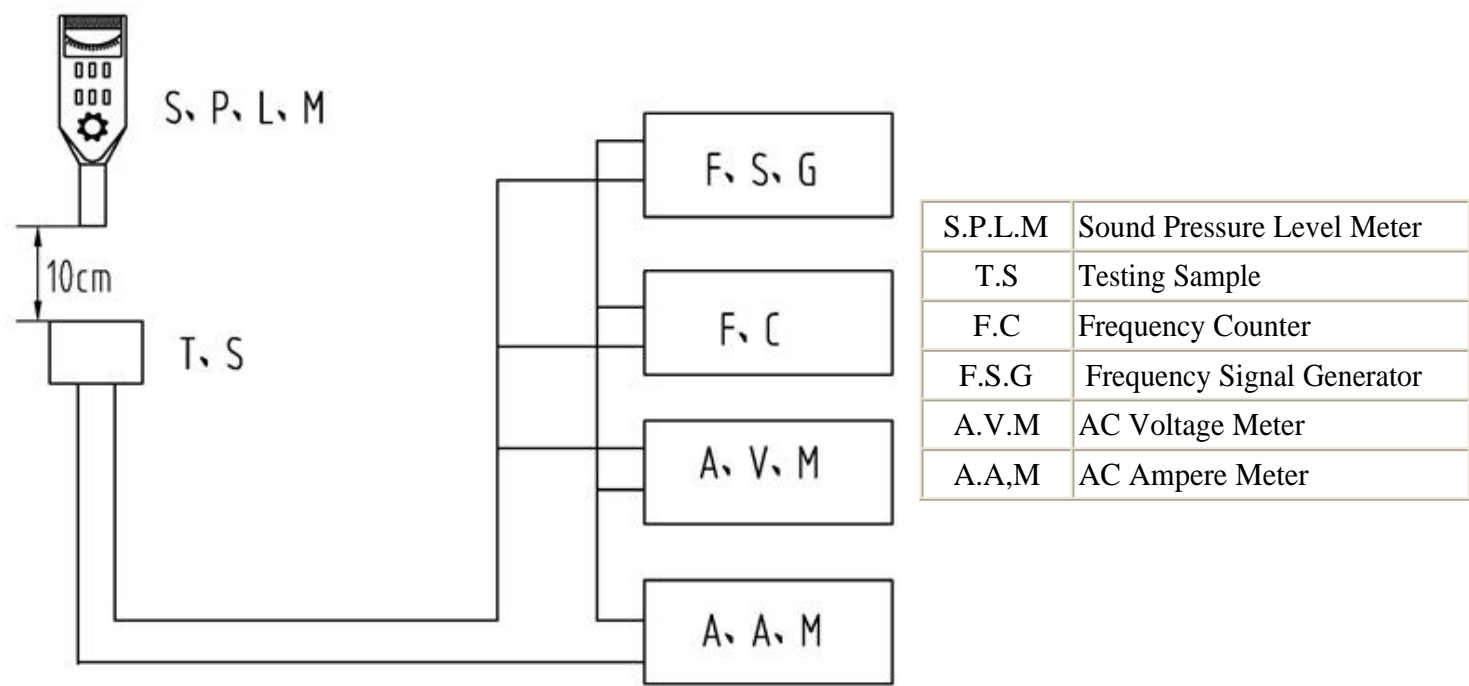 S、P、L、M
10cm
T、S
F、S、G
F、C
A、V、M
A、A、M
S.P.L.M Sound Pressure Level Meter
T.S Testing Sample
F.C Frequency Counter
F.S.G Frequency Signal Generator
A.V.M AC Voltage Meter
A.A,M AC Ampere Meter